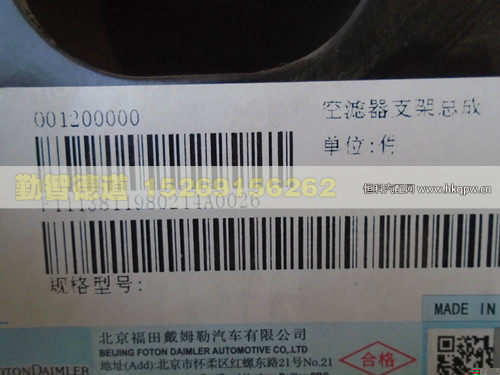 001200000
空滤器支架总成
单位:件
勤智德道 15269156262
恒科汽配网
www.hkqpw.cn
规格型号:
MADE IN
北京福田戴姆勒汽车有限公司
BEIJING FOTON DAIMLER AUTOMOTIVE CO.,LTD
地址(Add):北京市怀柔区红螺东路21号No.21
FOTON DAIMLER
合格